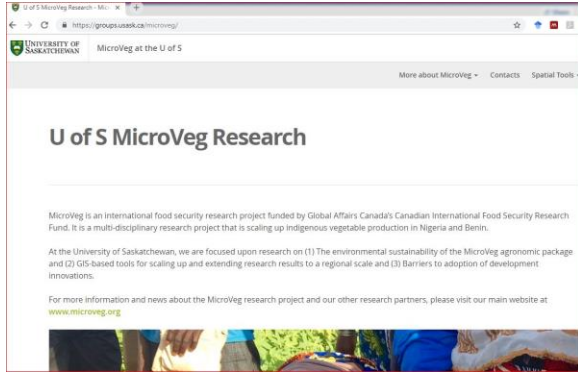 U of S MicroVeg Research - Mic
https://groups.usask.ca/microveg/
UNIVERSITY OF
SASKATCHEWAN
MicroVeg at the U of S
More about MicroVeg Contacts Spatial Tools
U of S MicroVeg Research
MicroVeg is an international food security research project funded by Global Affairs Canada's Canadian International Food Security Research
Fund. It is a multi-disciplinary research project that is scaling up indigenous vegetable production in Nigeria and Benin.
At the University of Saskatchewan, we are focused upon research on (1) The environmental sustainability of the MicroVeg agronomic package
and (2) GIS-based tools for scaling up and extending research results to a regional scale and (3) Barriers to adoption of development
innovations.
For more information and news about the MicroVeg research project and our other research partners, please visit our main website at
www.microveg.org